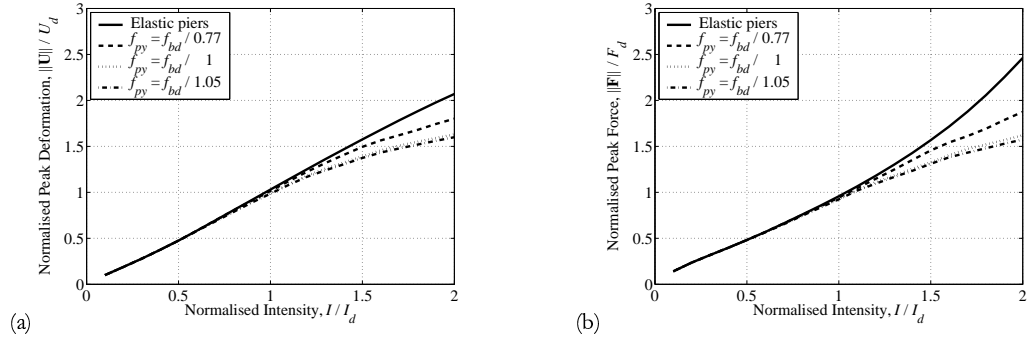 Normalised Peak Deformation, ||U|| / U_d
3
2.5
2
1.5
1
0.5
0
Elastic piers
f_py = f_bd / 0.77
f_py = f_bd / 1
f_py = f_bd / 1.05
0 0.5 1 1.5 2
Normalised Intensity, I / I_d
(a)
Normalised Peak Force, ||F|| / F_d
3
2.5
2
1.5
1
0.5
0
Elastic piers
f_py = f_bd / 0.77
f_py = f_bd / 1
f_py = f_bd / 1.05
0 0.5 1 1.5 2
Normalised Intensity, I / I_d
(b)